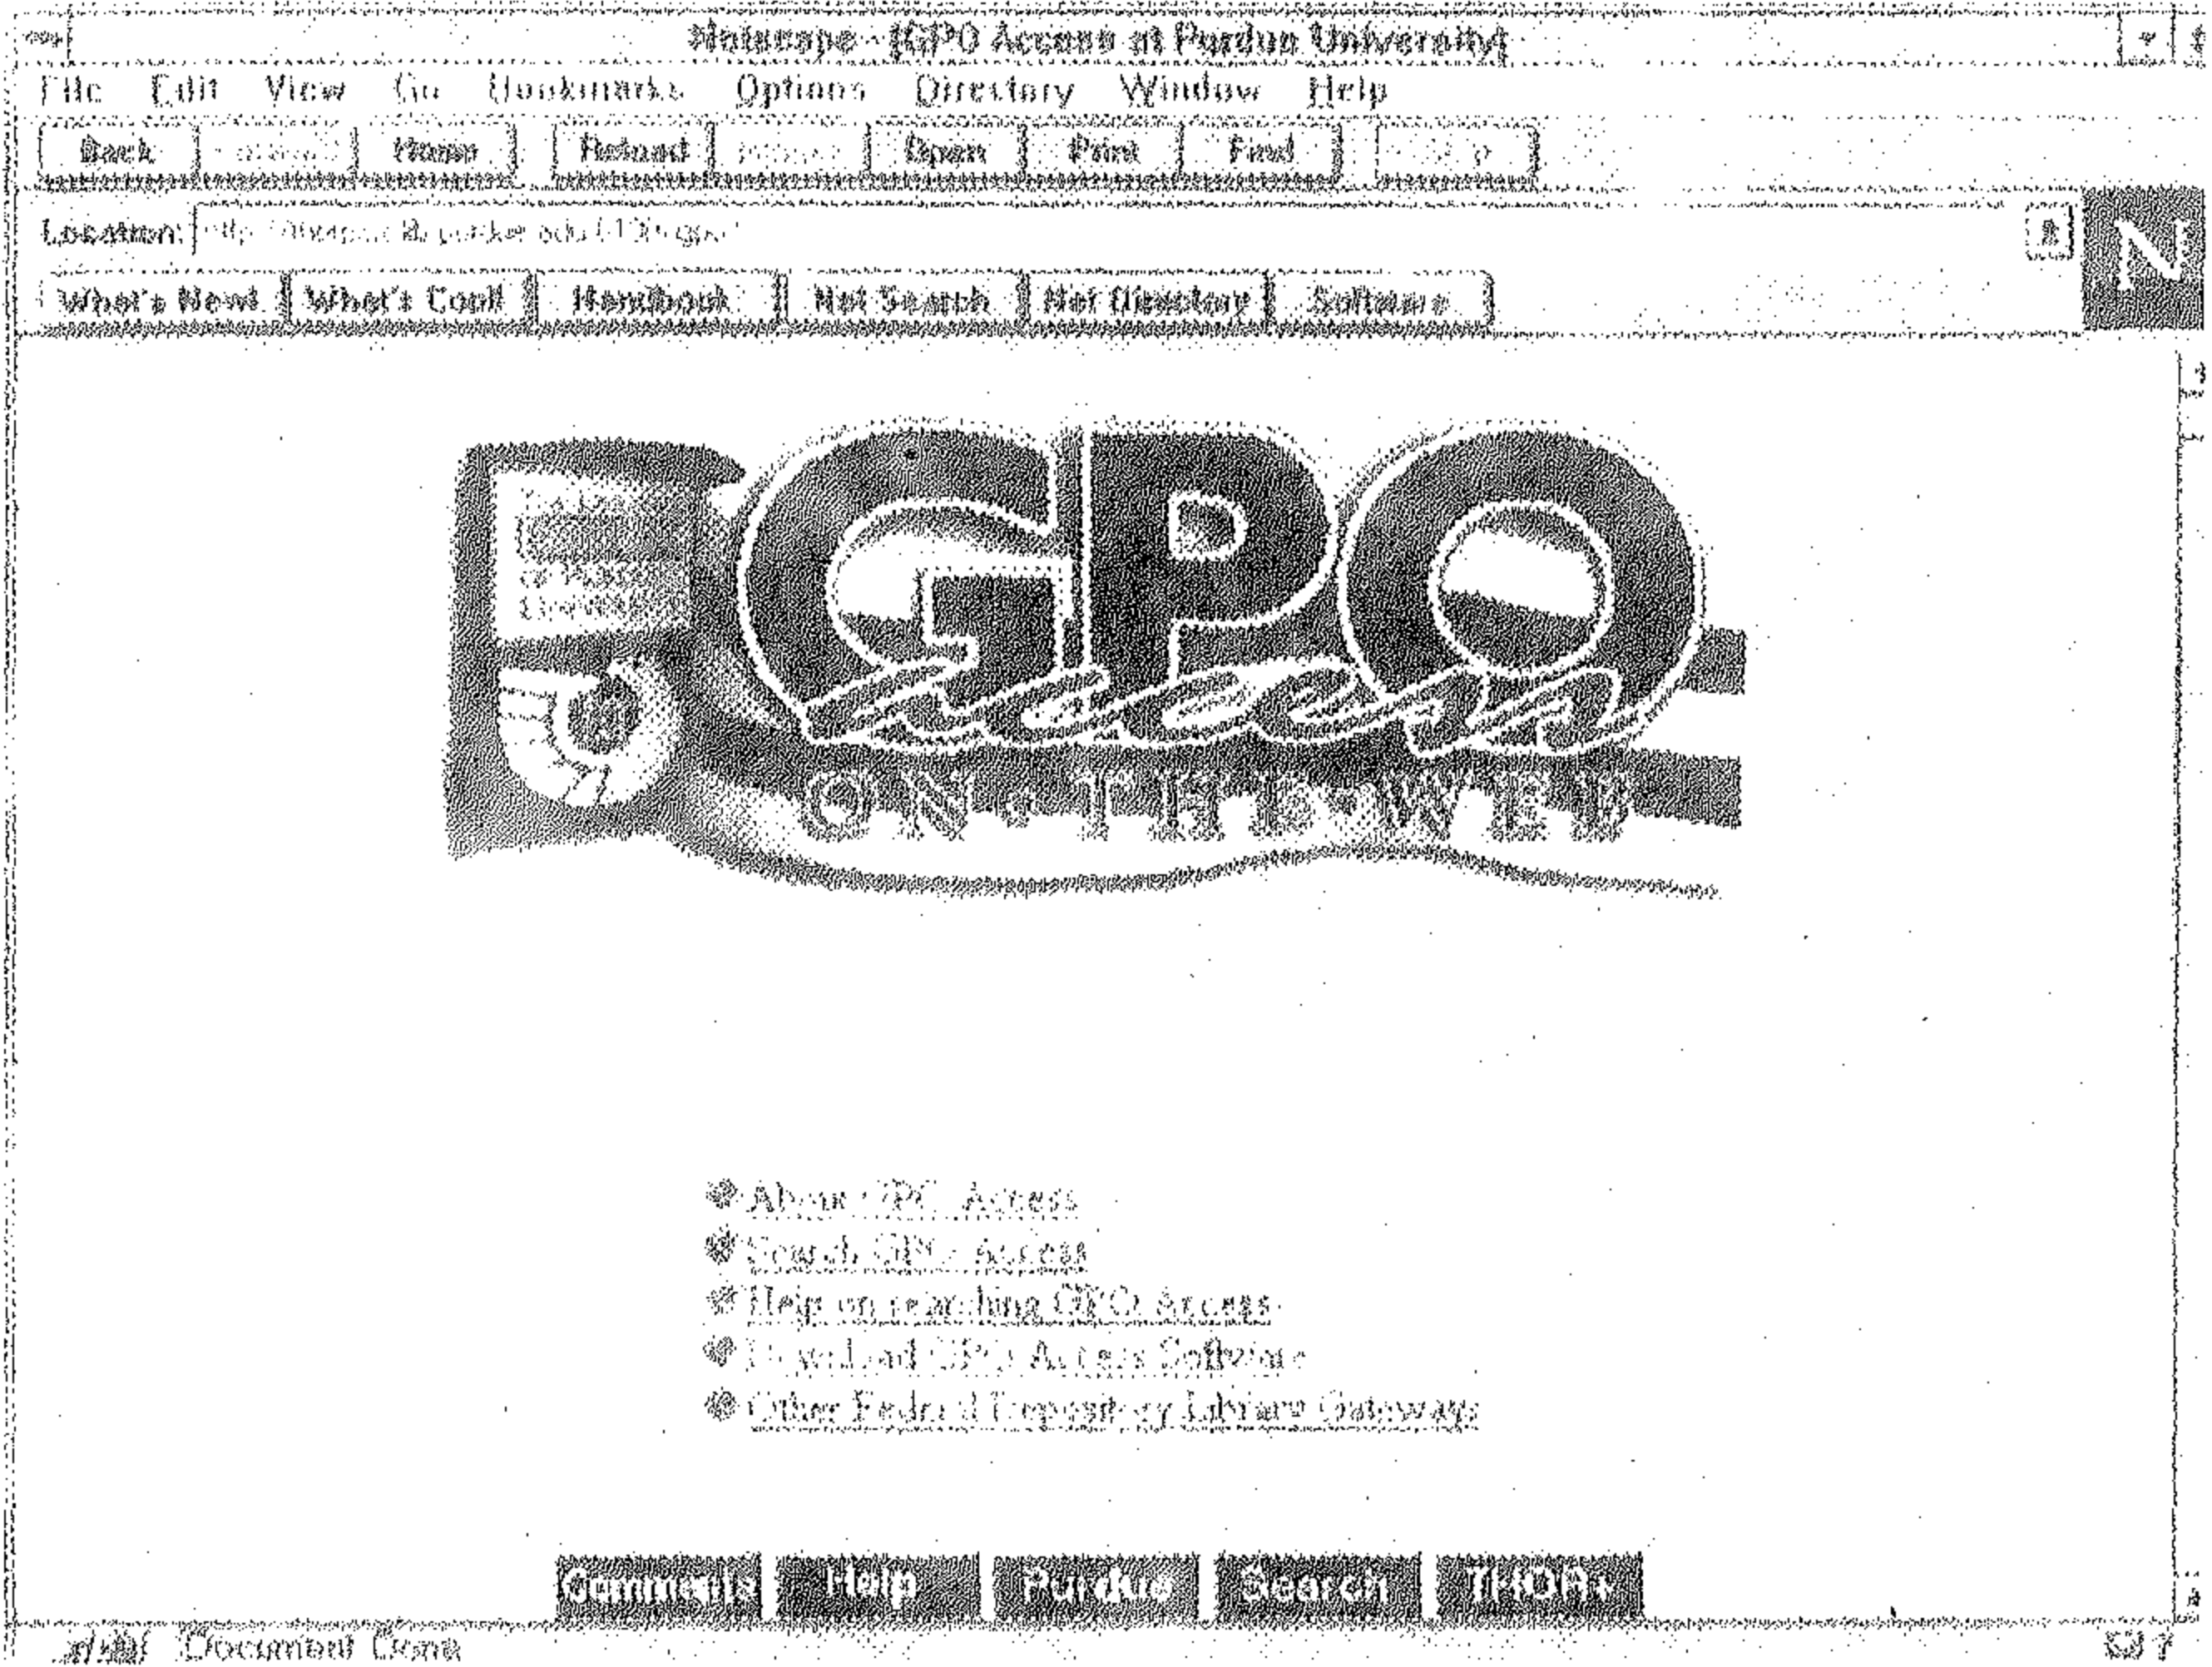 Netscape - [GPO Access at Purdue University]
File Edit View Go Bookmarks Options Directory Window Help
Back Home Reload Open Print Find
Location:
What's New! What's Cool! Handbook Net Search Net Directory Software
N
GPO
Access
ON • THE • WEB
About GPO Access
Search GPO Access
Help on searching GPO Access
Download GPO Access Software
Other Federal Depository Library Gateways
Comments Help Purdue Search THOR+
Document Done